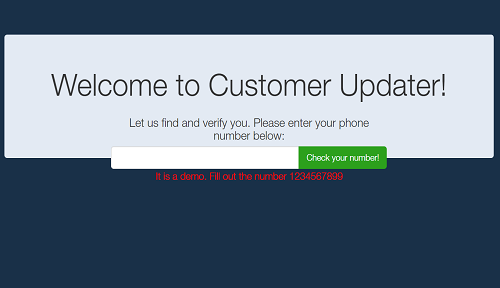 Welcome to Customer Updater!
Let us find and verify you. Please enter your phone
number below:
Check your number!
It is a demo. Fill out the number 1234567899